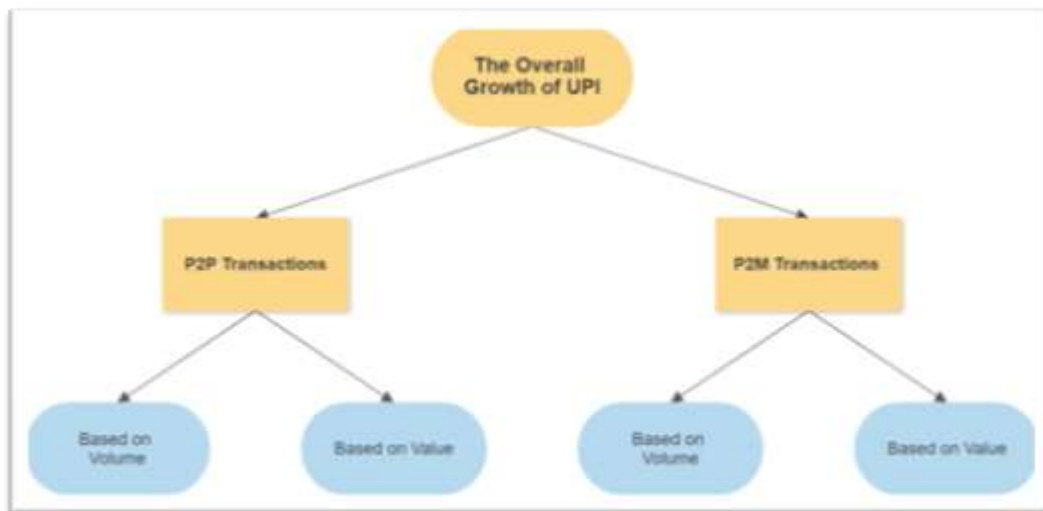 The Overall
Growth of UPI
P2P Transactions
P2M Transactions
Based on
Volume
Based on Value
Based on
Volume
Based on Value